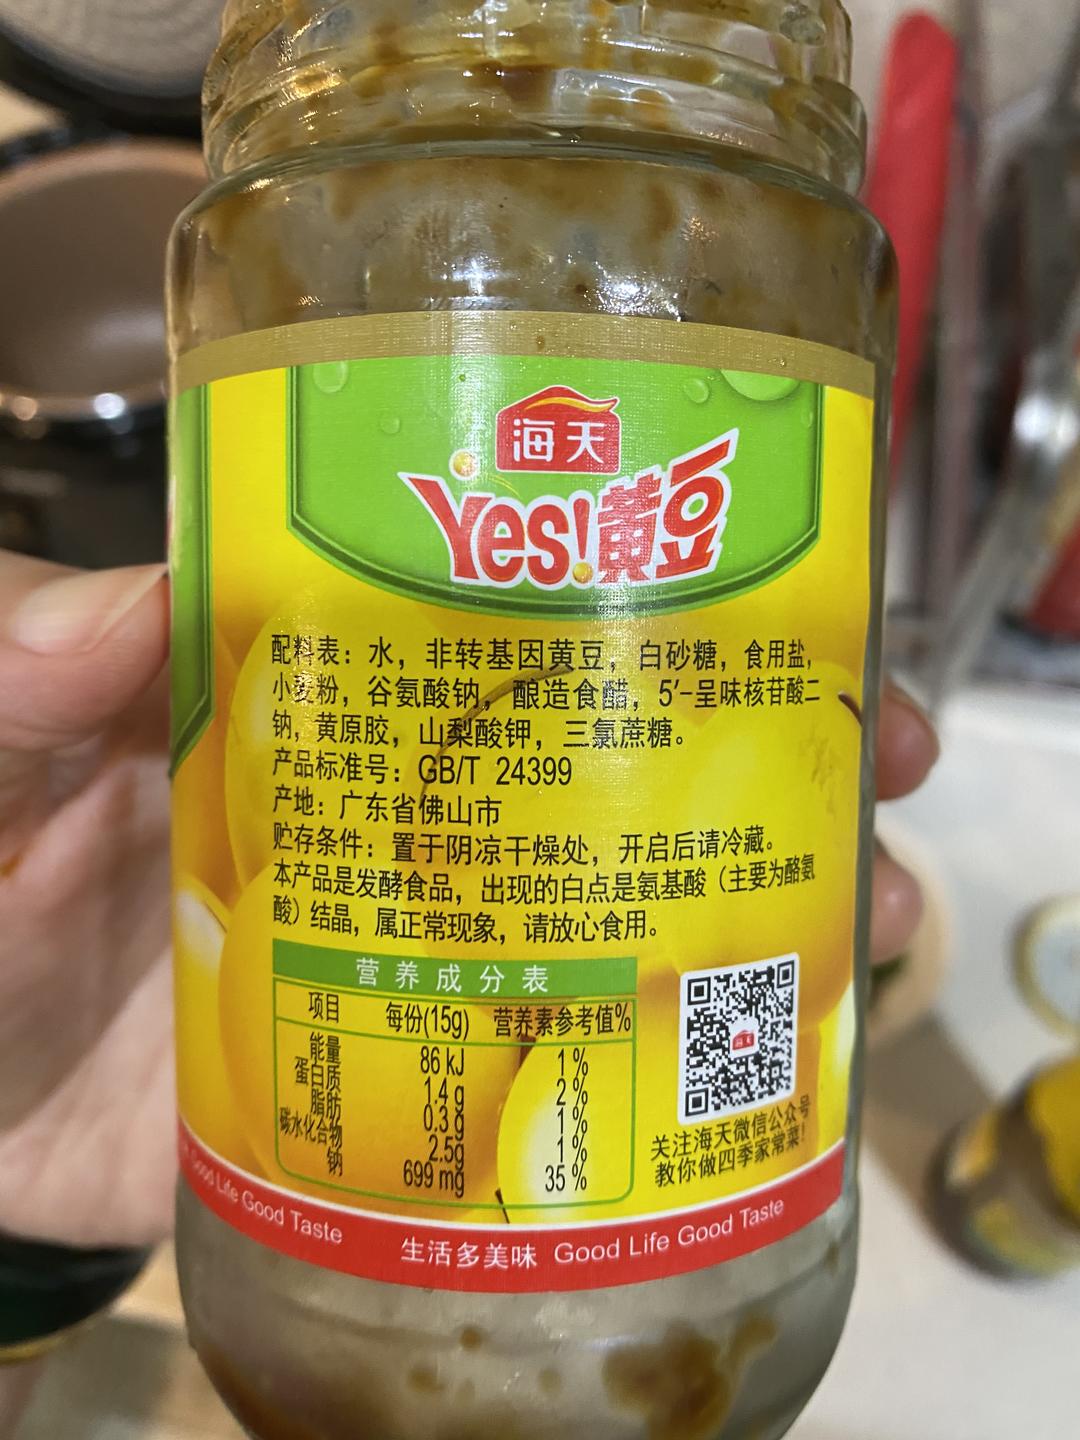 海天
Yes!黄豆
配料表：水，非转基因黄豆，白砂糖，食用盐，
小麦粉，谷氨酸钠，酿造食醋，5′-呈味核苷酸二
钠，黄原胶，山梨酸钾，三氯蔗糖。
产品标准号：GB/T 24399
产地：广东省佛山市
贮存条件：置于阴凉干燥处，开启后请冷藏。
本产品是发酵食品，出现的白点是氨基酸（主要为酪氨
酸）结晶，属正常现象，请放心食用。
营养成分表
项目 每份(15g) 营养素参考值%
能量 86 kJ 1%
蛋白质 1.4 g 2%
脂肪 0.3 g 1%
碳水化合物 2.5g 1%
钠 699 mg 35%
海天
关注海天微信公众号
教你做四季家常菜！
Good Life Good Taste
生活多美味 Good Life Good Taste